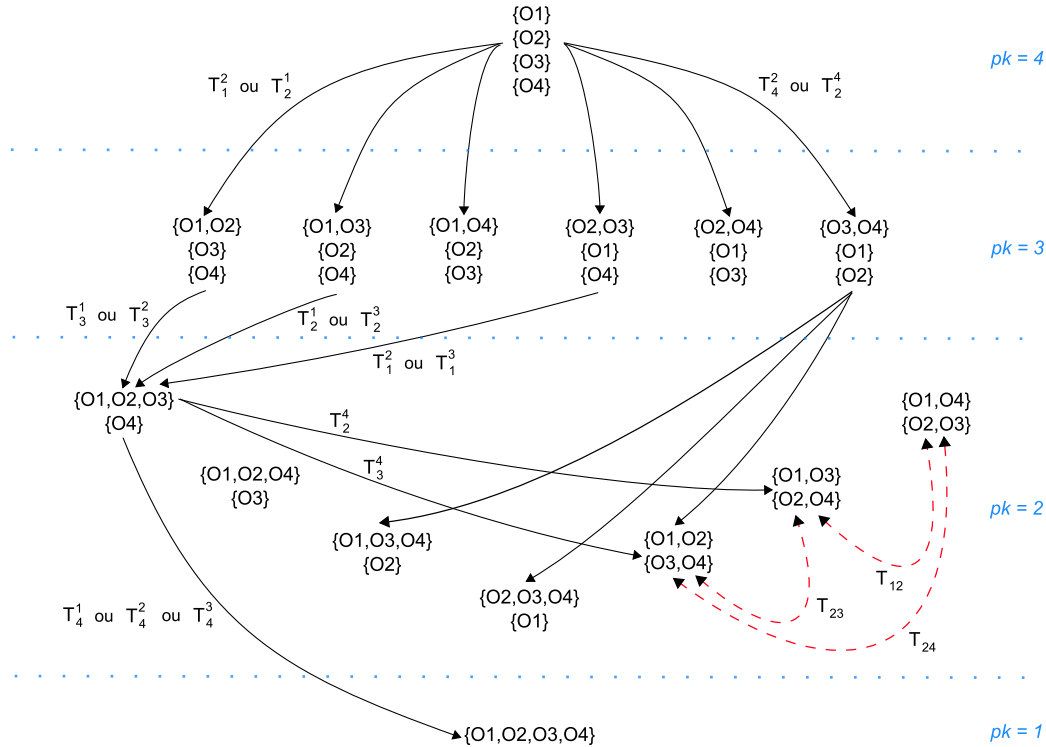 {O1}
{O2}
{O3}
{O4}
pk = 4
T₁² ou T₂¹
T₄² ou T₂⁴
{O1,O2}
{O3}
{O4}
{O1,O3}
{O2}
{O4}
{O1,O4}
{O2}
{O3}
{O2,O3}
{O1}
{O4}
{O2,O4}
{O1}
{O3}
{O3,O4}
{O1}
{O2}
pk = 3
T₃¹ ou T₃²
T₂¹ ou T₂³
T₁² ou T₁³
{O1,O2,O3}
{O4}
T₂⁴
T₃⁴
{O1,O4}
{O2,O3}
{O1,O2,O4}
{O3}
{O1,O3}
{O2,O4}
pk = 2
{O1,O3,O4}
{O2}
{O1,O2}
{O3,O4}
{O2,O3,O4}
{O1}
T₁₂
T₂₃
T₂₄
T₄¹ ou T₄² ou T₄³
{O1,O2,O3,O4}
pk = 1